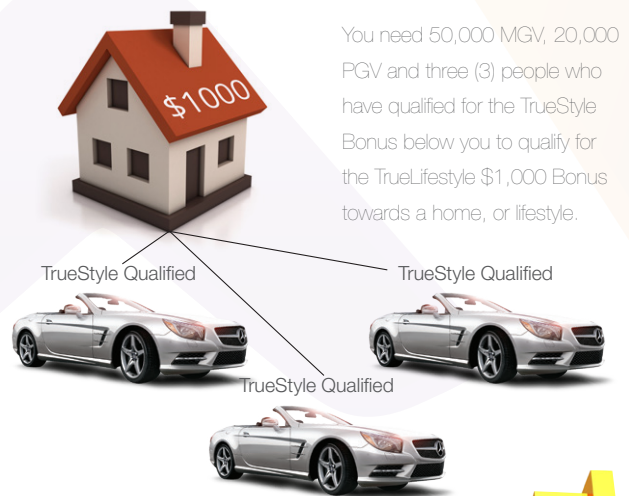 $1000
You need 50,000 MGV, 20,000
PGV and three (3) people who
have qualified for the TrueStyle
Bonus below you to qualify for
the TrueLifestyle $1,000 Bonus
towards a home, or lifestyle.
TrueStyle Qualified
TrueStyle Qualified
TrueStyle Qualified